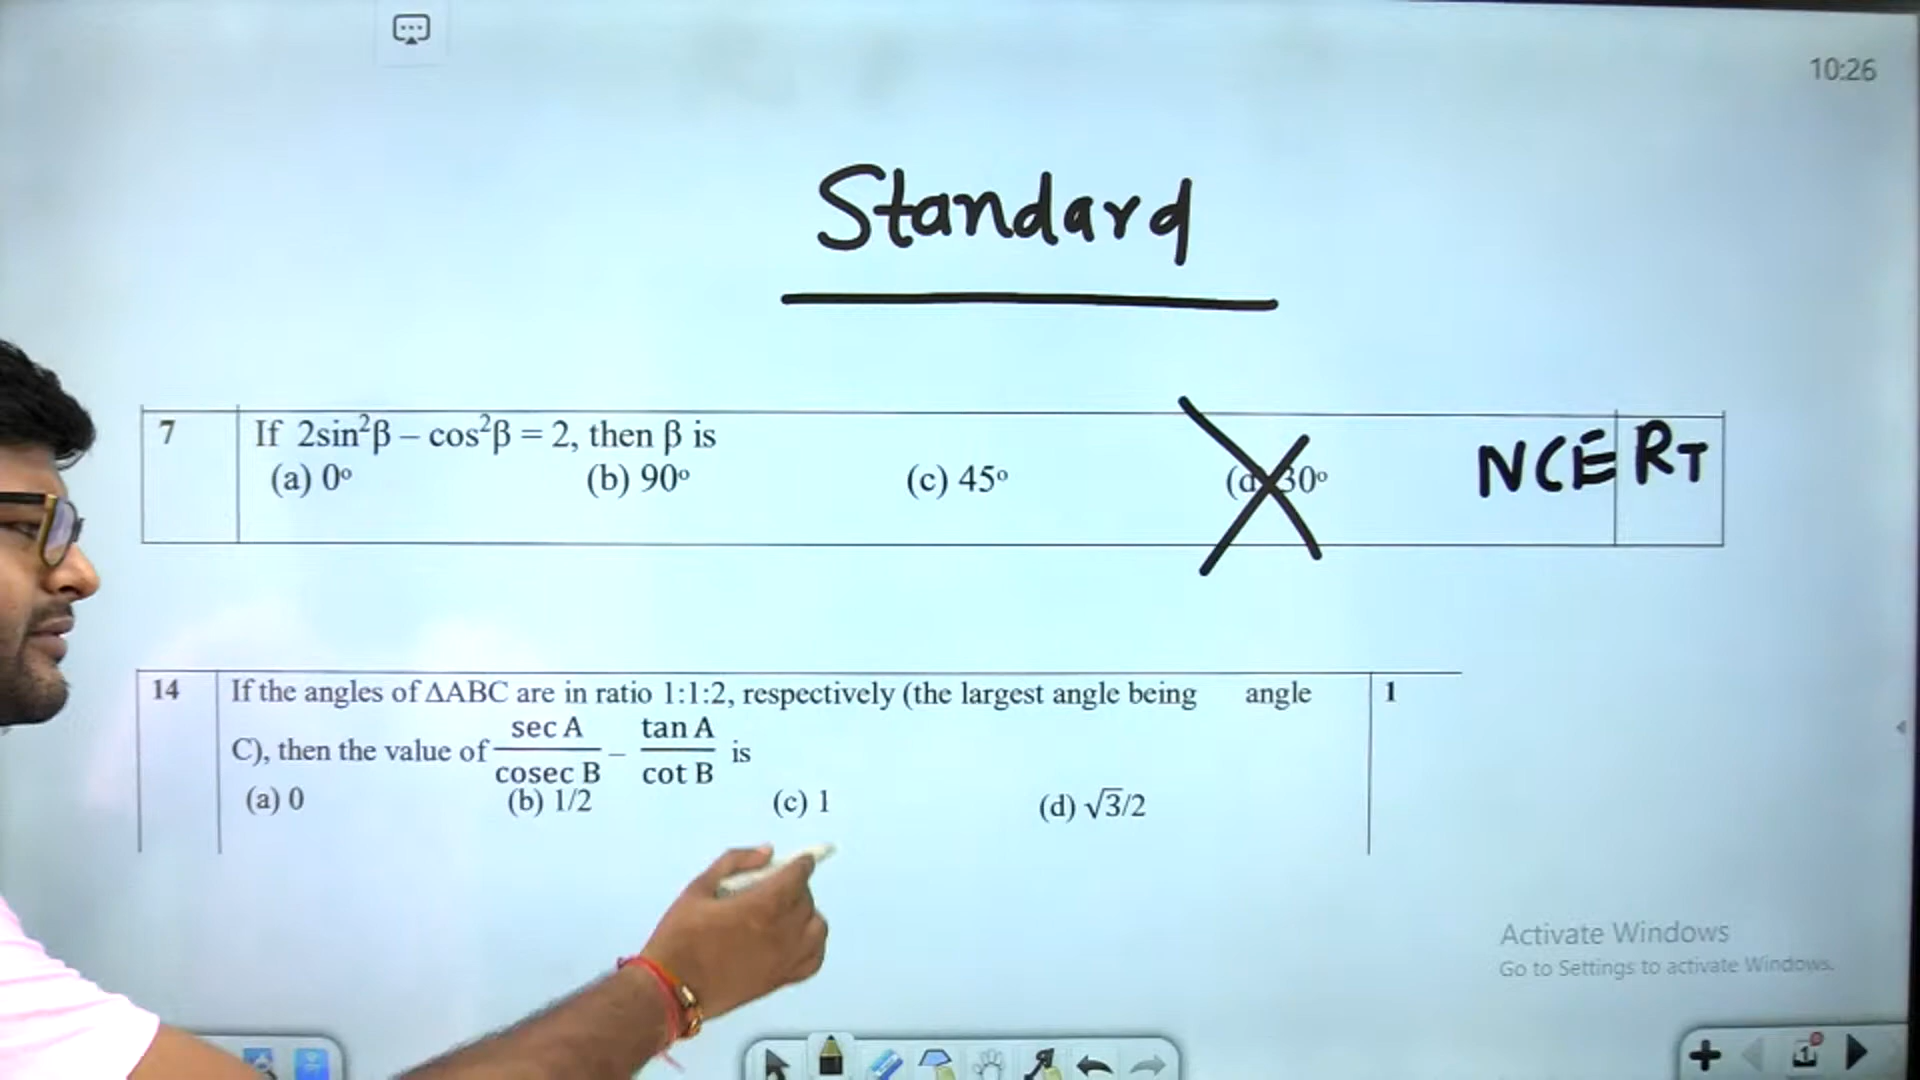 10:26
Standard
7 If 2sin²β – cos²β = 2, then β is
(a) 0° (b) 90° (c) 45° (d) 30° NCERT
14 If the angles of ΔABC are in ratio 1:1:2, respectively (the largest angle being angle 1
C), then the value of sec A/cosec B – tan A/cot B is
(a) 0 (b) 1/2 (c) 1 (d) √3/2
Activate Windows
Go to Settings to activate Windows.
1